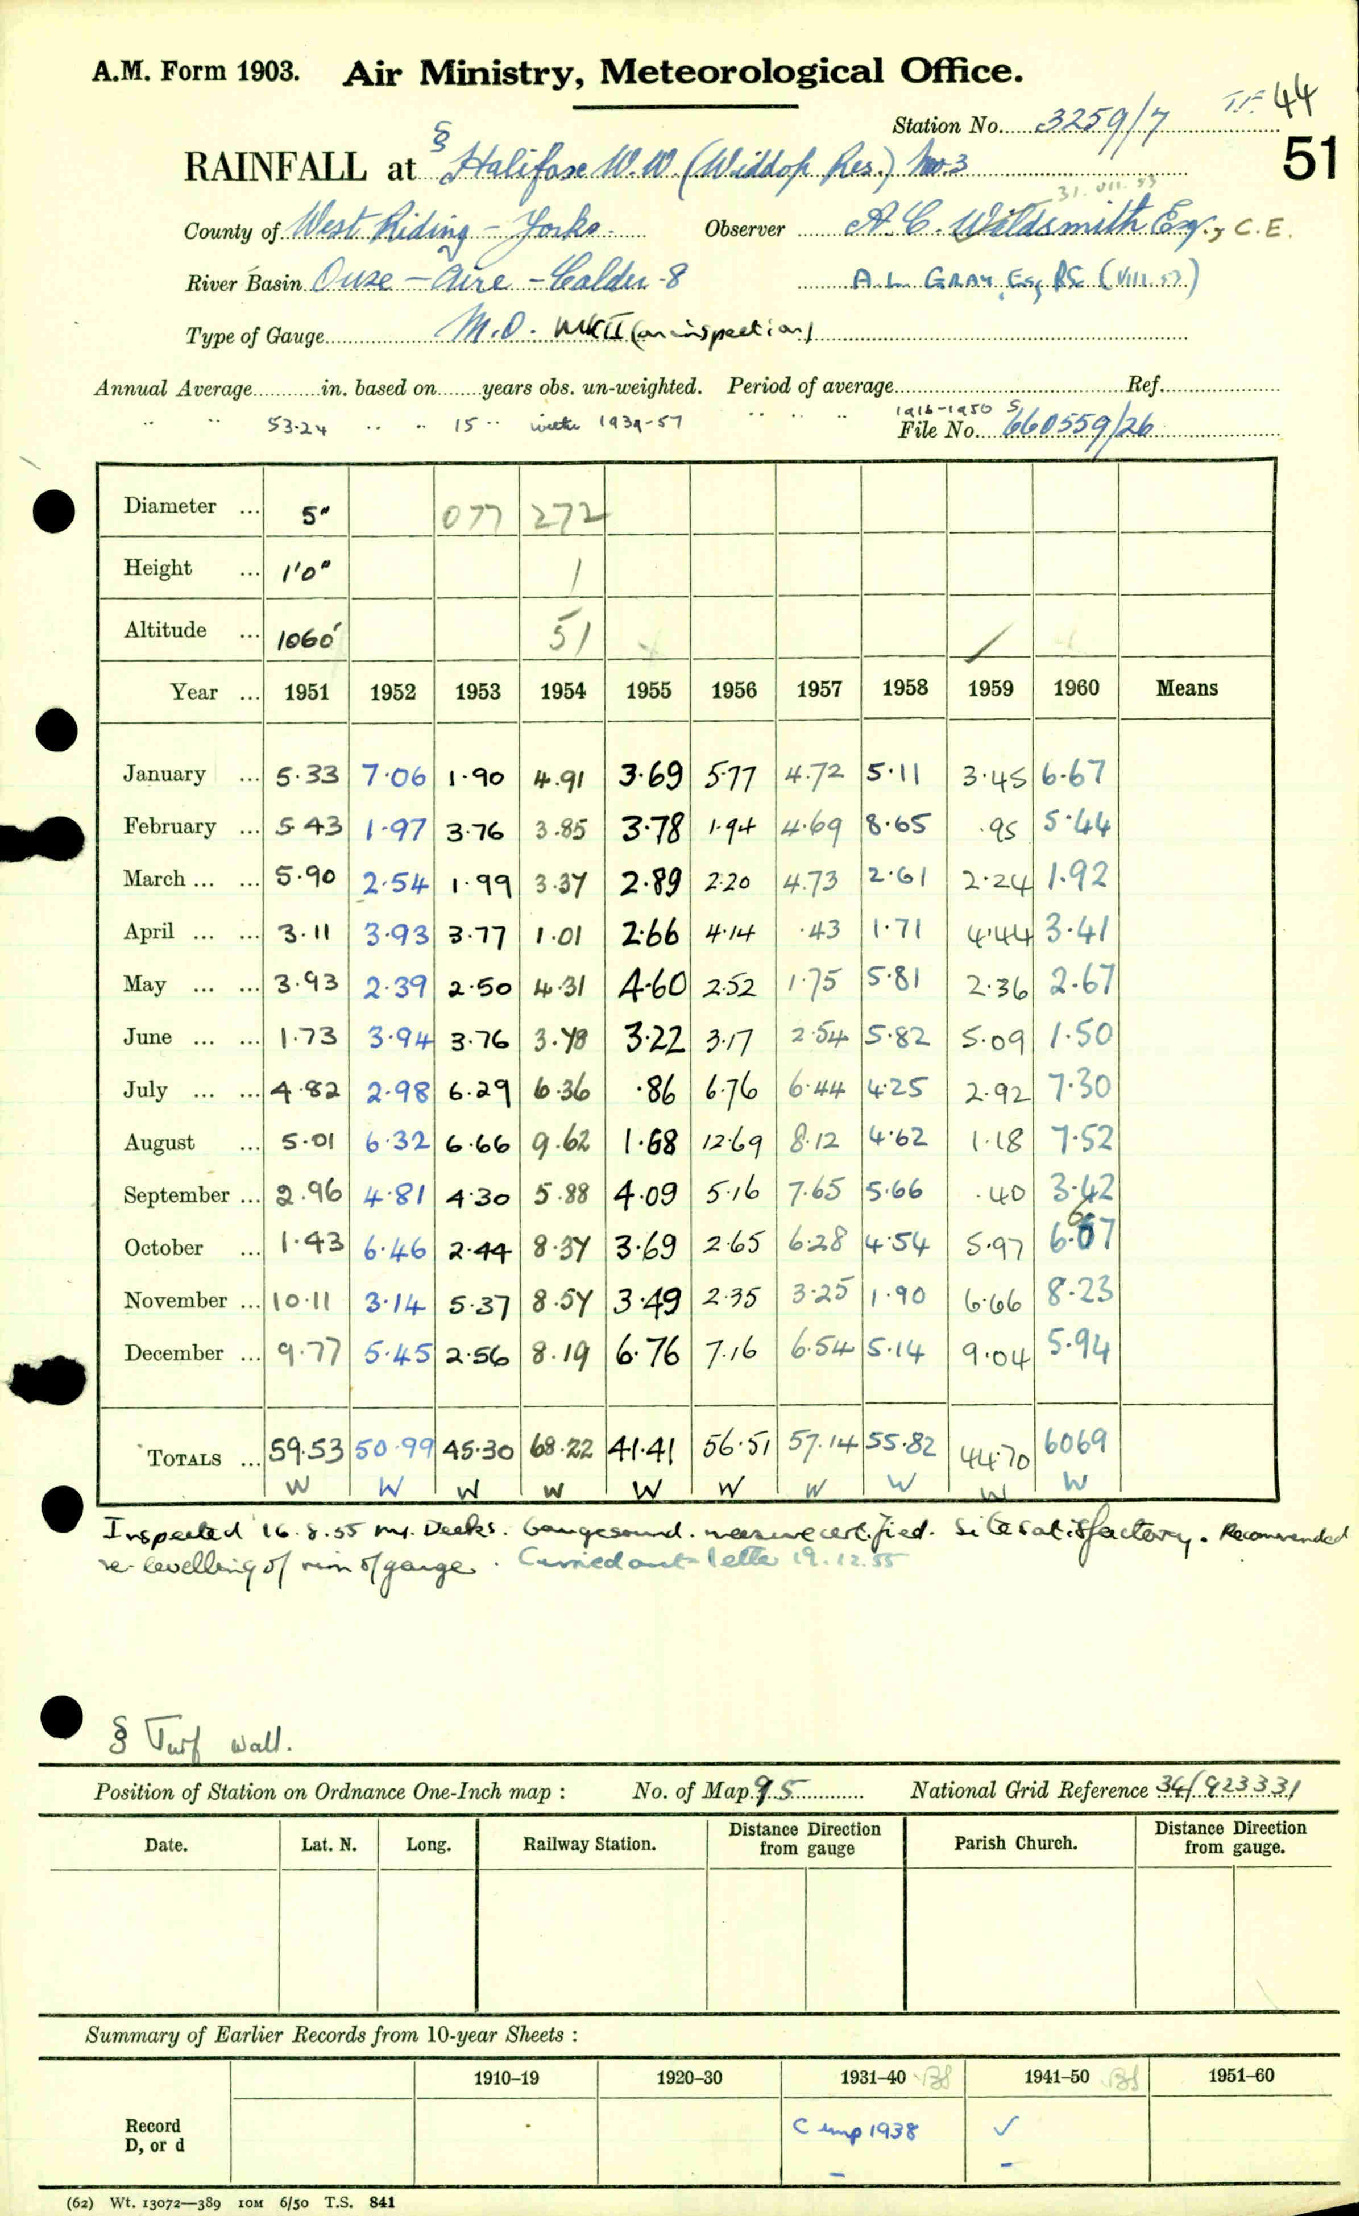 A.M. Form 1903. Air Ministry, Meteorological Office.
T.F. 44
Station No. 3259/7
51
RAINFALL at § Halifax W.W. (Widdop Res.) No. 3
31.VII.53
County of West Riding - Yorks. Observer A. C. Wildsmith Esq., C.E.
River Basin Ouse - Aire - Calder - 8 A. L. GRAY, Esq, BSc (VIII.53)
Type of Gauge M.O. MKII (on inspection)
Annual Average in. based on years obs. un-weighted. Period of average Ref.
" " 53.24 " " 15 " with 1939-57 " " " 1916-1950 S
File No. 660559/26
Diameter ... 5" 077 272
Height ... 1'0" 1
Altitude ... 1060' 51
Year ... 1951 1952 1953 1954 1955 1956 1957 1958 1959 1960 Means
January ... 5.33 7.06 1.90 4.91 3.69 5.77 4.72 5.11 3.45 6.67
February ... 5.43 1.97 3.76 3.85 3.78 1.94 4.69 8.65 .95 5.44
March ... ... 5.90 2.54 1.99 3.37 2.89 2.20 4.73 2.61 2.24 1.92
April ... ... 3.11 3.93 3.77 1.01 2.66 4.14 .43 1.71 4.44 3.41
May ... ... 3.93 2.39 2.50 4.31 4.60 2.52 1.75 5.81 2.36 2.67
June ... ... 1.73 3.94 3.76 3.78 3.22 3.17 2.54 5.82 5.09 1.50
July ... ... 4.82 2.98 6.29 6.36 .86 6.76 6.44 4.25 2.92 7.30
August ... 5.01 6.32 6.66 9.62 1.68 12.69 8.12 4.62 1.18 7.52
September ... 2.96 4.81 4.30 5.88 4.09 5.16 7.65 5.66 .40 3.42
October ... 1.43 6.46 2.44 8.37 3.69 2.65 6.28 4.54 5.97 6.67
November ... 10.11 3.14 5.37 8.57 3.49 2.35 3.25 1.90 6.66 8.23
December ... 9.77 5.45 2.56 8.19 6.76 7.16 6.54 5.14 9.04 5.94
TOTALS ... 59.53 50.99 45.30 68.22 41.41 56.51 57.14 55.82 44.70 60.69
W W W W W W W W W W
Inspected 16.8.55 Mr. Deeks. Gauge sound. measure certified. Site satisfactory. Recommended
re-levelling of rim of gauge. Carried out letter 19.12.55
§ Turf wall.
Position of Station on Ordnance One-Inch map : No. of Map 95 National Grid Reference 34/923331
Date. Lat. N. Long. Railway Station. Distance Direction from gauge Parish Church. Distance Direction from gauge.
Summary of Earlier Records from 10-year Sheets :
1910–19 1920–30 1931–40 1941–50 1951–60
Record D, or d C 1938 ✓
– –
(62) Wt. 13072—389 10M 6/50 T.S. 841